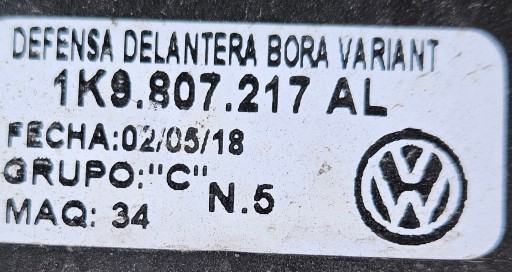 DEFENSA DELANTERA BORA VARIANT
1K9.807.217 AL
FECHA:02/05/18
GRUPO:"C"
N.5
MAQ: 34